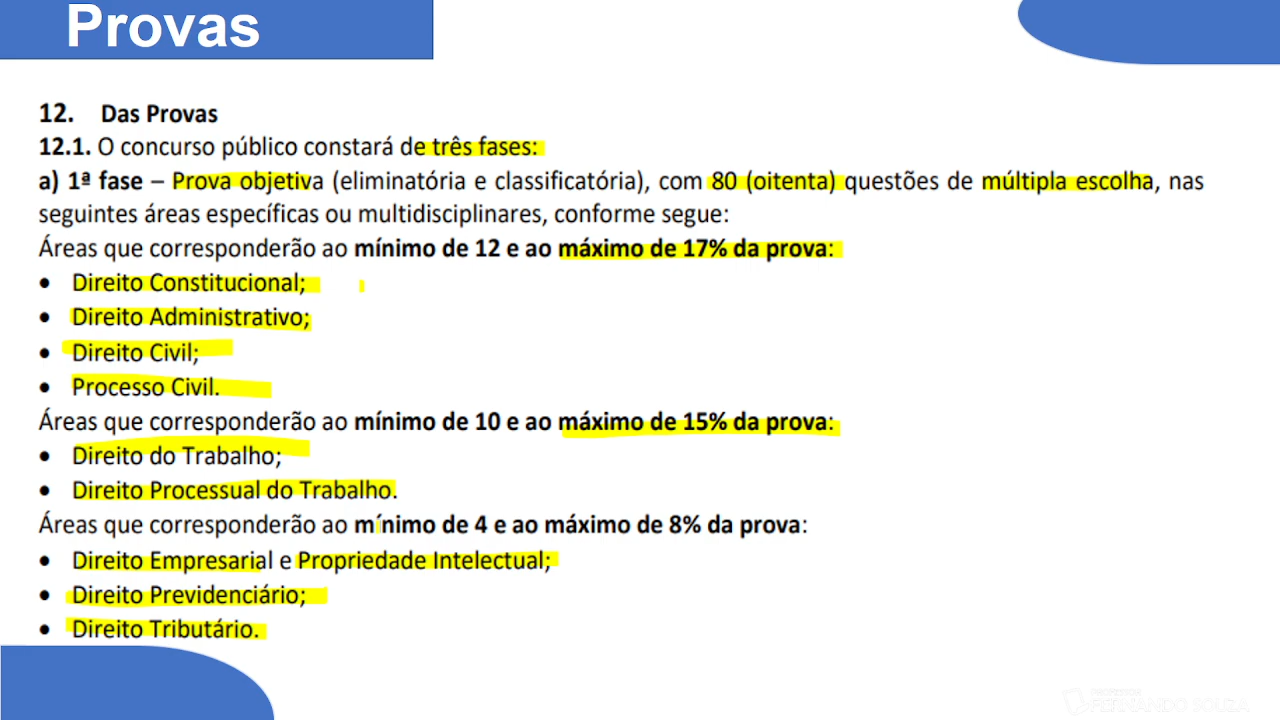 Provas
12. Das Provas
12.1. O concurso público constará de três fases:
a) 1ª fase – Prova objetiva (eliminatória e classificatória), com 80 (oitenta) questões de múltipla escolha, nas
seguintes áreas específicas ou multidisciplinares, conforme segue:
Áreas que corresponderão ao mínimo de 12 e ao máximo de 17% da prova:
• Direito Constitucional;
• Direito Administrativo;
• Direito Civil;
• Processo Civil.
Áreas que corresponderão ao mínimo de 10 e ao máximo de 15% da prova:
• Direito do Trabalho;
• Direito Processual do Trabalho.
Áreas que corresponderão ao mínimo de 4 e ao máximo de 8% da prova:
• Direito Empresarial e Propriedade Intelectual;
• Direito Previdenciário;
• Direito Tributário.
PROFESSOR
FERNANDO SOUZA